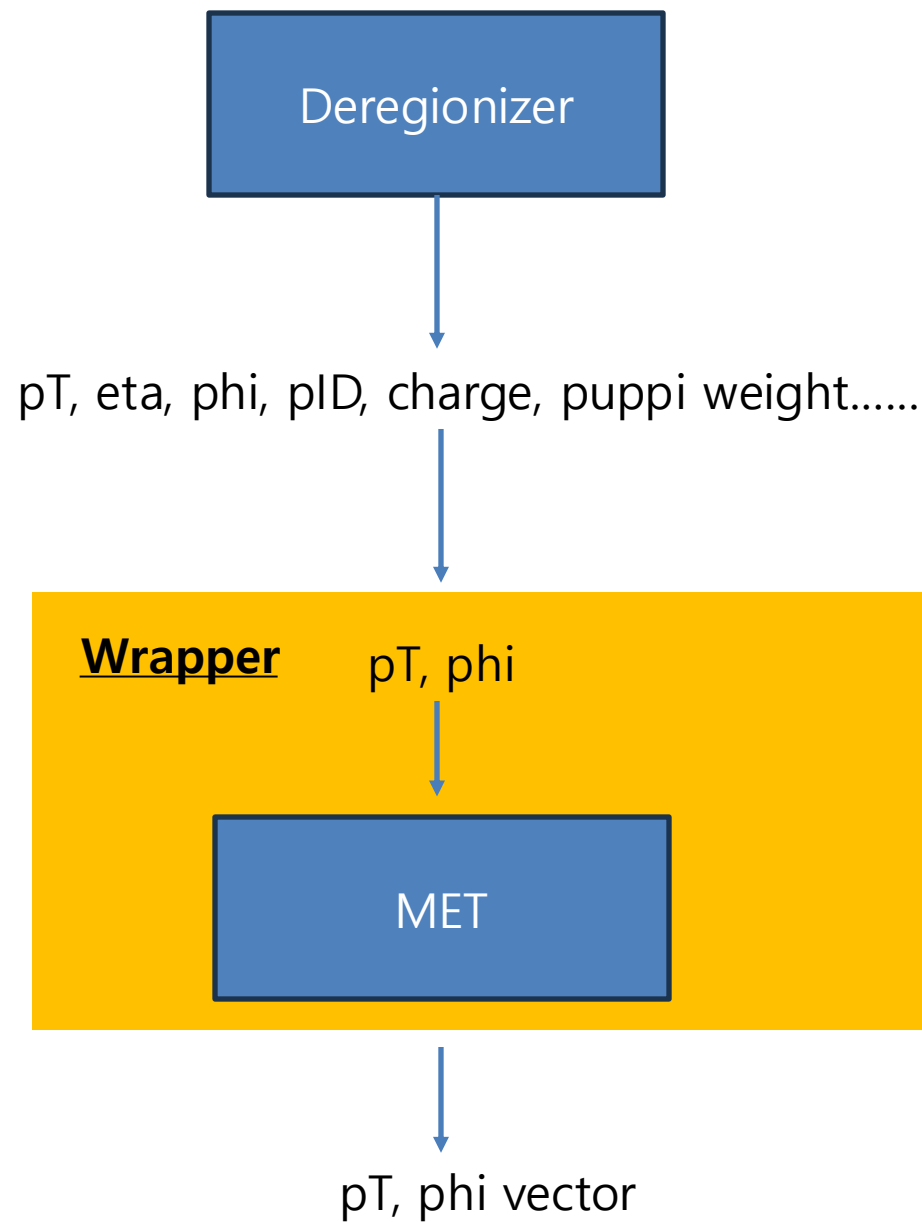 Deregionizer
pT, eta, phi, pID, charge, puppi weight......
Wrapper
pT, phi
MET
pT, phi vector